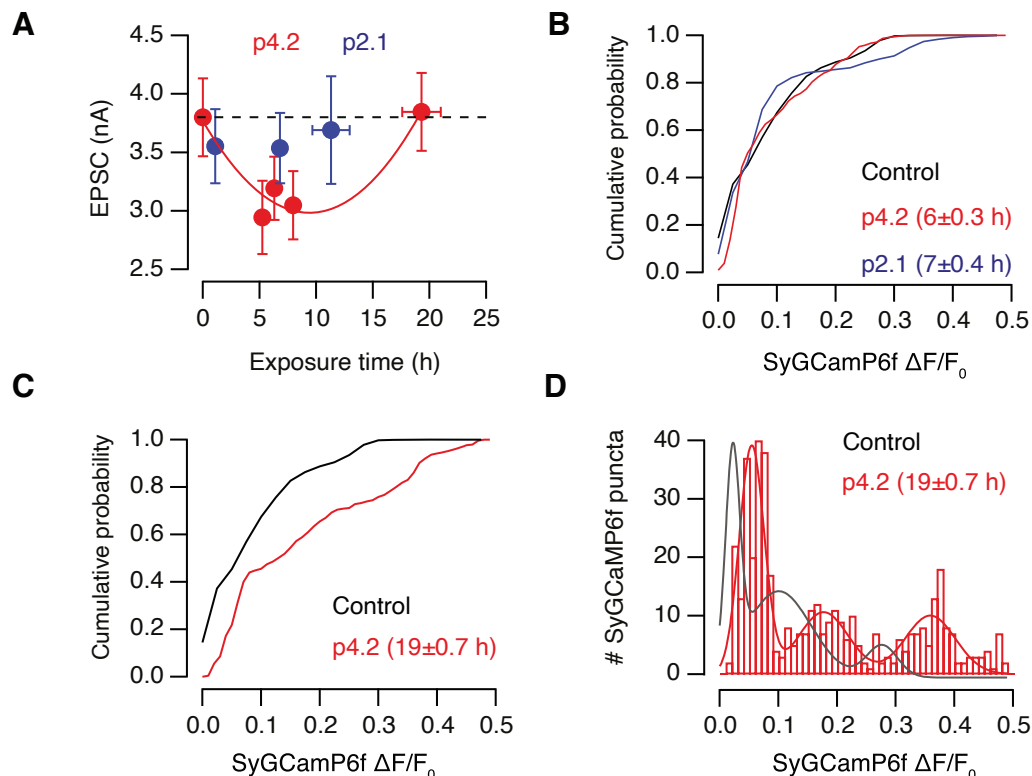 A
p4.2 p2.1
4.5
4.0
3.5
3.0
2.5
EPSC (nA)
0 5 10 15 20 25
Exposure time (h)
B
1.0
0.8
0.6
0.4
0.2
0.0
Cumulative probability
Control
p4.2 (6±0.3 h)
p2.1 (7±0.4 h)
0.0 0.1 0.2 0.3 0.4 0.5
SyGCamP6f ΔF/F0
C
1.0
0.8
0.6
0.4
0.2
0.0
Cumulative probability
Control
p4.2 (19±0.7 h)
0.0 0.1 0.2 0.3 0.4 0.5
SyGCamP6f ΔF/F0
D
40
30
20
10
0
# SyGCaMP6f puncta
Control
p4.2 (19±0.7 h)
0.0 0.1 0.2 0.3 0.4 0.5
SyGCamP6f ΔF/F0